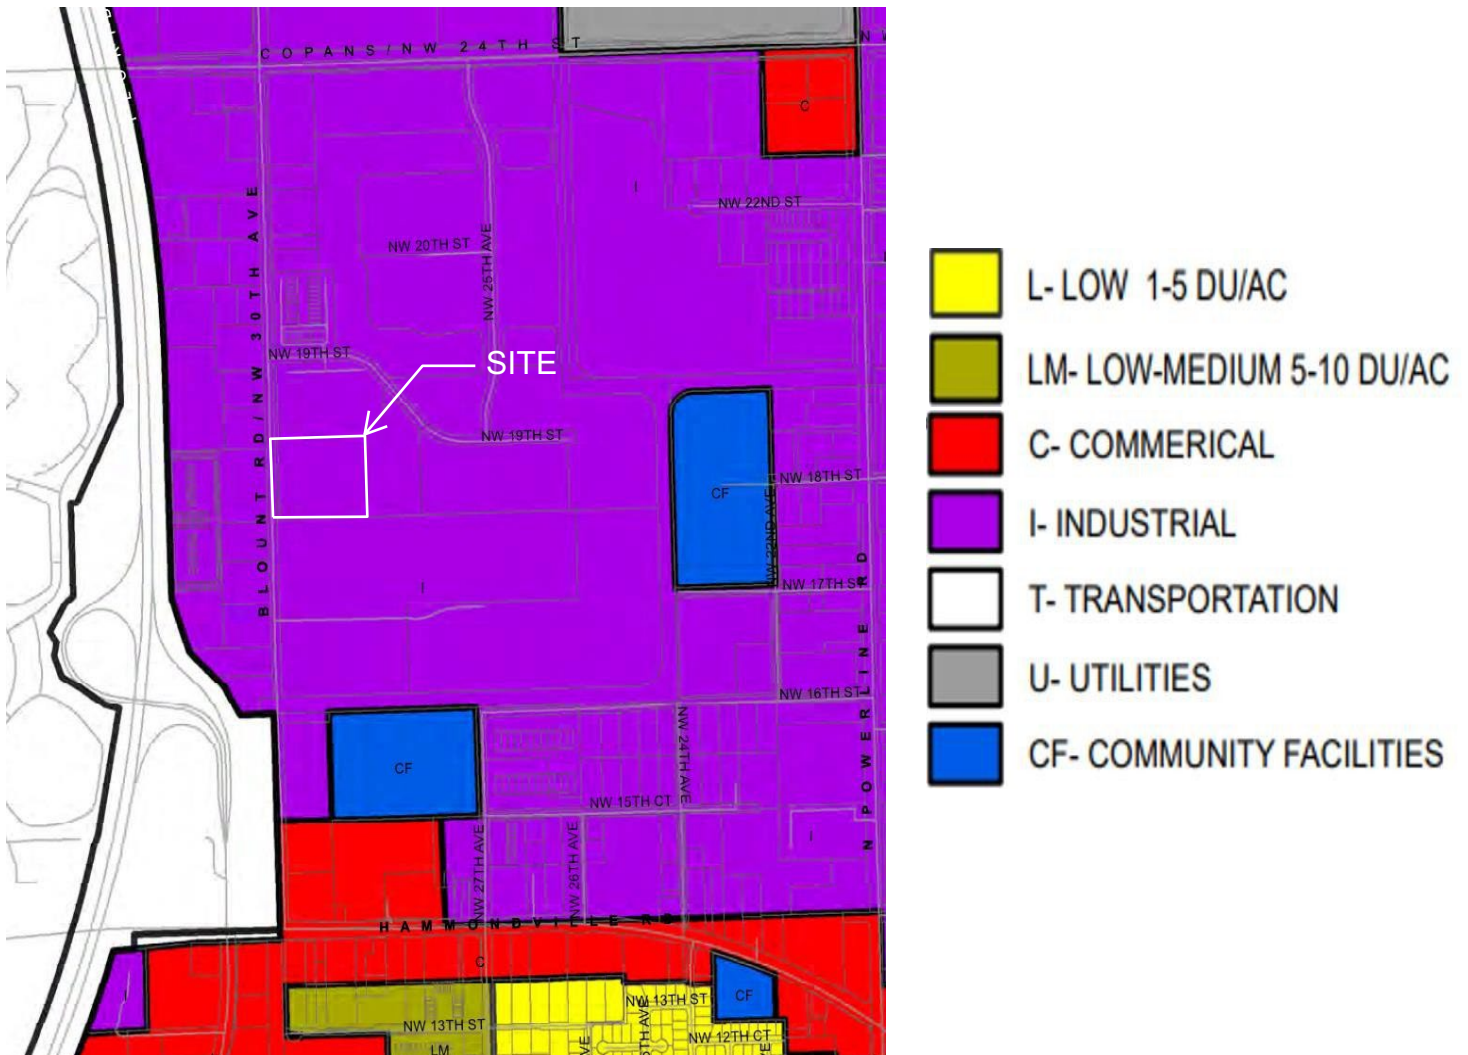 COPANS/NW 24TH ST
C
I
NW 22ND ST
BLOUNT RD/NW 30TH AVE
NW 20TH ST
NW 25TH AVE
NW 19TH ST
SITE
NW 19TH ST
CF
NW 18TH ST
NW 22ND AVE
NW 17TH ST
I
N POWERLINE RD
NW 16TH ST
CF
NW 24TH AVE
NW 15TH CT
I
NW 27TH AVE
NW 26TH AVE
HAMMONDVILLE RD
C
CF
NW 13TH ST
NW 13TH ST
NW 12TH CT
LM
L- LOW 1-5 DU/AC
LM- LOW-MEDIUM 5-10 DU/AC
C- COMMERICAL
I- INDUSTRIAL
T- TRANSPORTATION
U- UTILITIES
CF- COMMUNITY FACILITIES